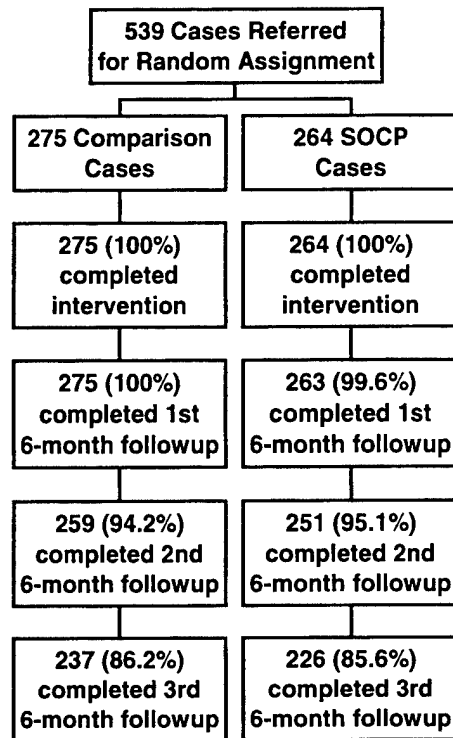 539 Cases Referred
for Random Assignment
275 Comparison
Cases
264 SOCP
Cases
275 (100%)
completed
intervention
264 (100%)
completed
intervention
275 (100%)
completed 1st
6-month followup
263 (99.6%)
completed 1st
6-month followup
259 (94.2%)
completed 2nd
6-month followup
251 (95.1%)
completed 2nd
6-month followup
237 (86.2%)
completed 3rd
6-month followup
226 (85.6%)
completed 3rd
6-month followup